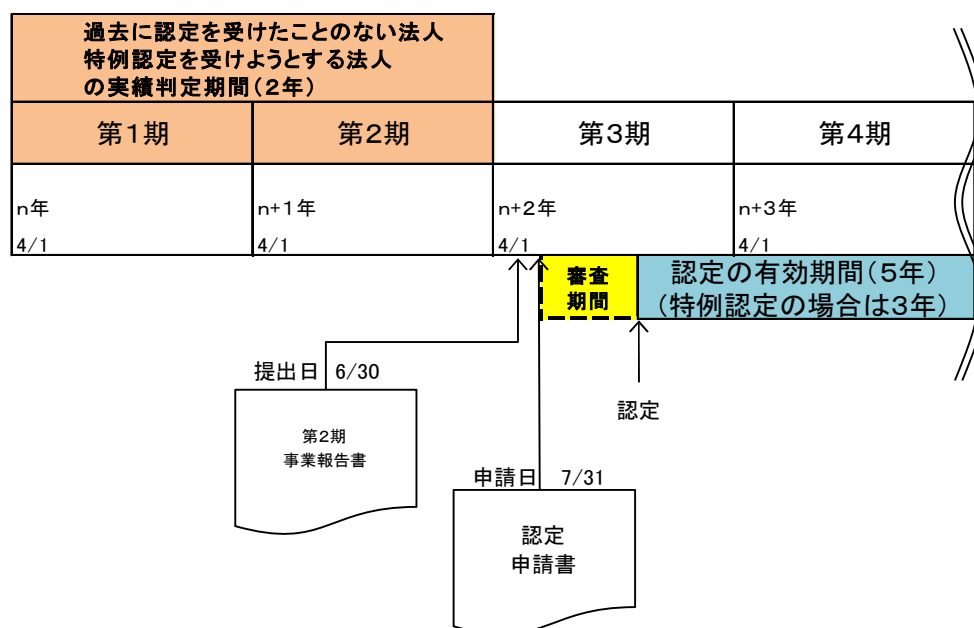 過去に認定を受けたことのない法人
特例認定を受けようとする法人
の実績判定期間(2年)
第1期
第2期
第3期
第4期
n年
4/1
n+1年
4/1
n+2年
4/1
n+3年
4/1
審査
期間
認定の有効期間(5年)
(特例認定の場合は3年)
提出日 6/30
認定
第2期
事業報告書
申請日 7/31
認定
申請書